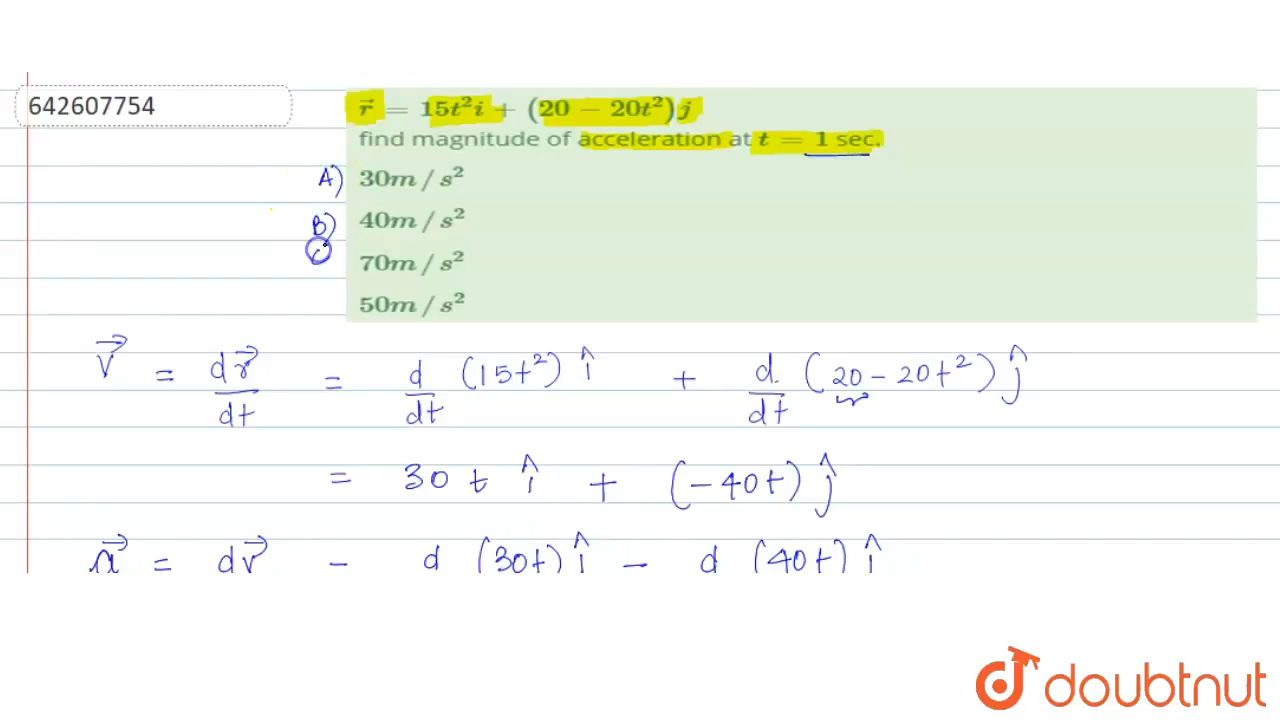 642607754
r⃗ = 15t²i + (20 − 20t²)j
find magnitude of acceleration at t = 1 sec.
A) 30m / s²
B) 40m / s²
C 70m / s²
50m / s²
V⃗ = dr⃗/dt = d/dt (15t²) î + d/dt (20 − 20t²) ĵ
= 30 t î + (−40t) ĵ
= dv⃗ – d (30t) î – d (40t) î
doubtnut